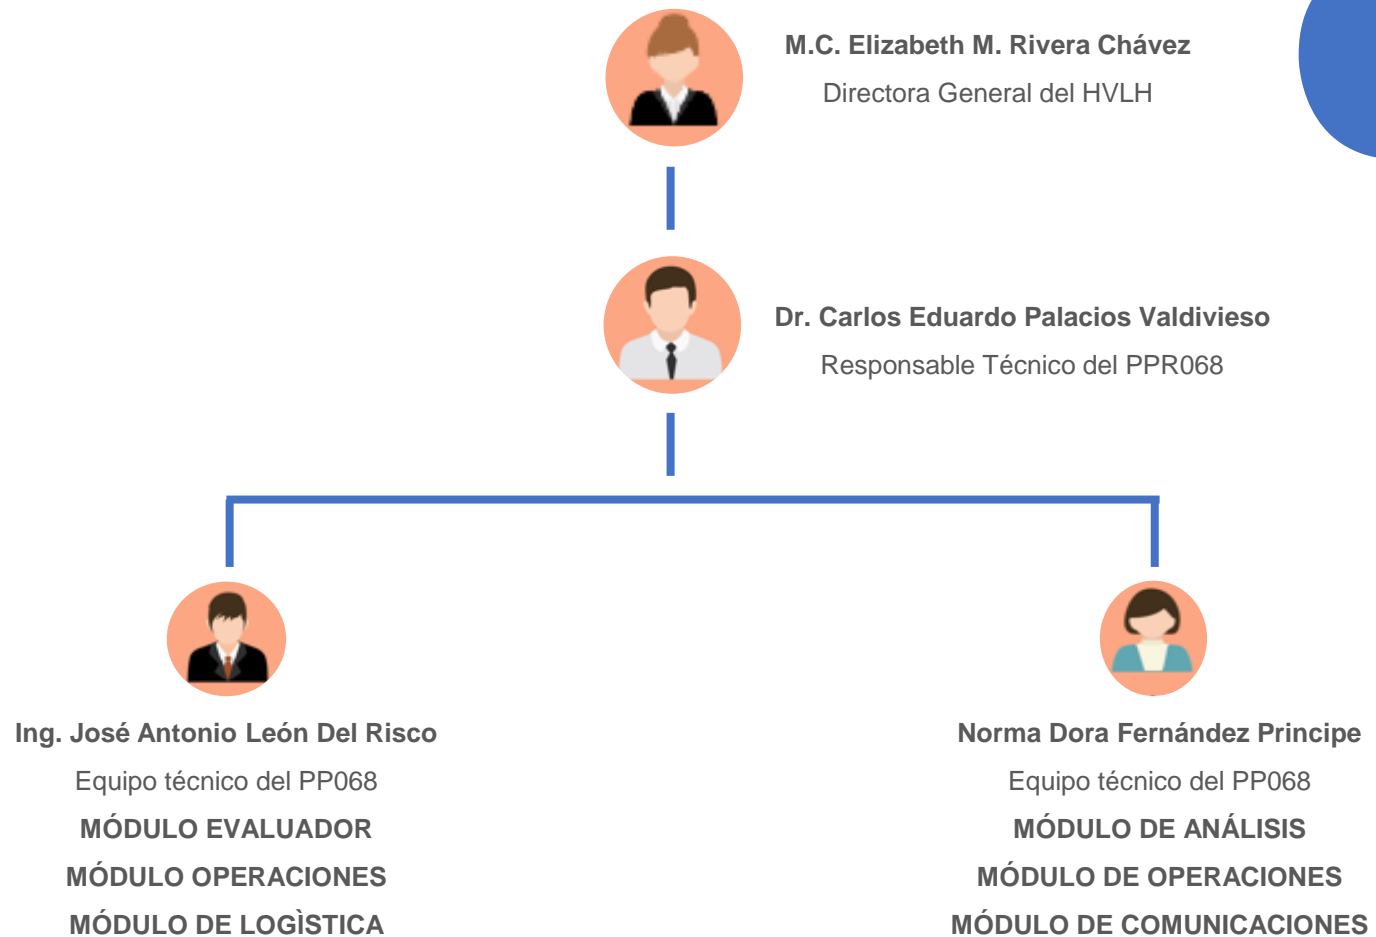 M.C. Elizabeth M. Rivera Chávez
Directora General del HVLH
Dr. Carlos Eduardo Palacios Valdivieso
Responsable Técnico del PPR068
Ing. José Antonio León Del Risco
Equipo técnico del PP068
MÓDULO EVALUADOR
MÓDULO OPERACIONES
MÓDULO DE LOGÌSTICA
Norma Dora Fernández Principe
Equipo técnico del PP068
MÓDULO DE ANÁLISIS
MÓDULO DE OPERACIONES
MÓDULO DE COMUNICACIONES